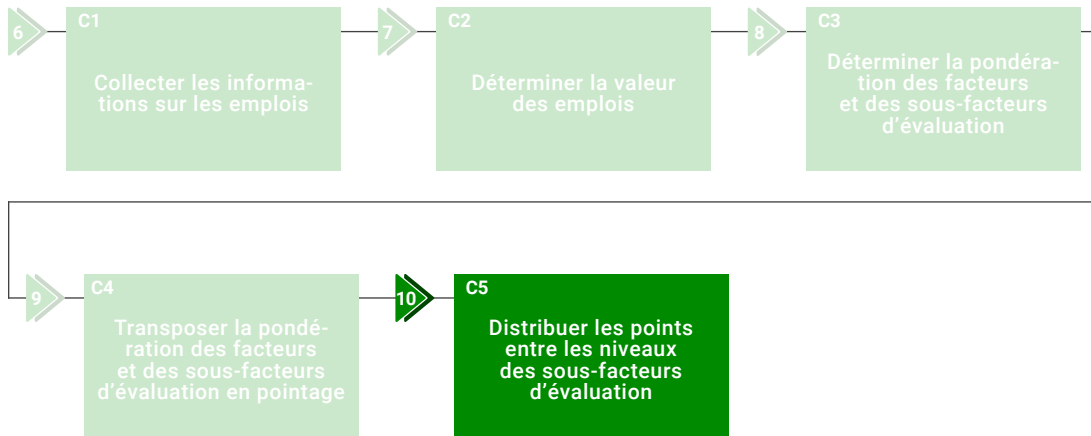 6
C1
Collecter les informa-
tions sur les emplois
7
C2
Déterminer la valeur
des emplois
8
C3
Déterminer la pondéra-
tion des facteurs
et des sous-facteurs
d'évaluation
9
C4
Transposer la pondé-
ration des facteurs
et des sous-facteurs
d'évaluation en pointage
10
C5
Distribuer les points
entre les niveaux
des sous-facteurs
d'évaluation